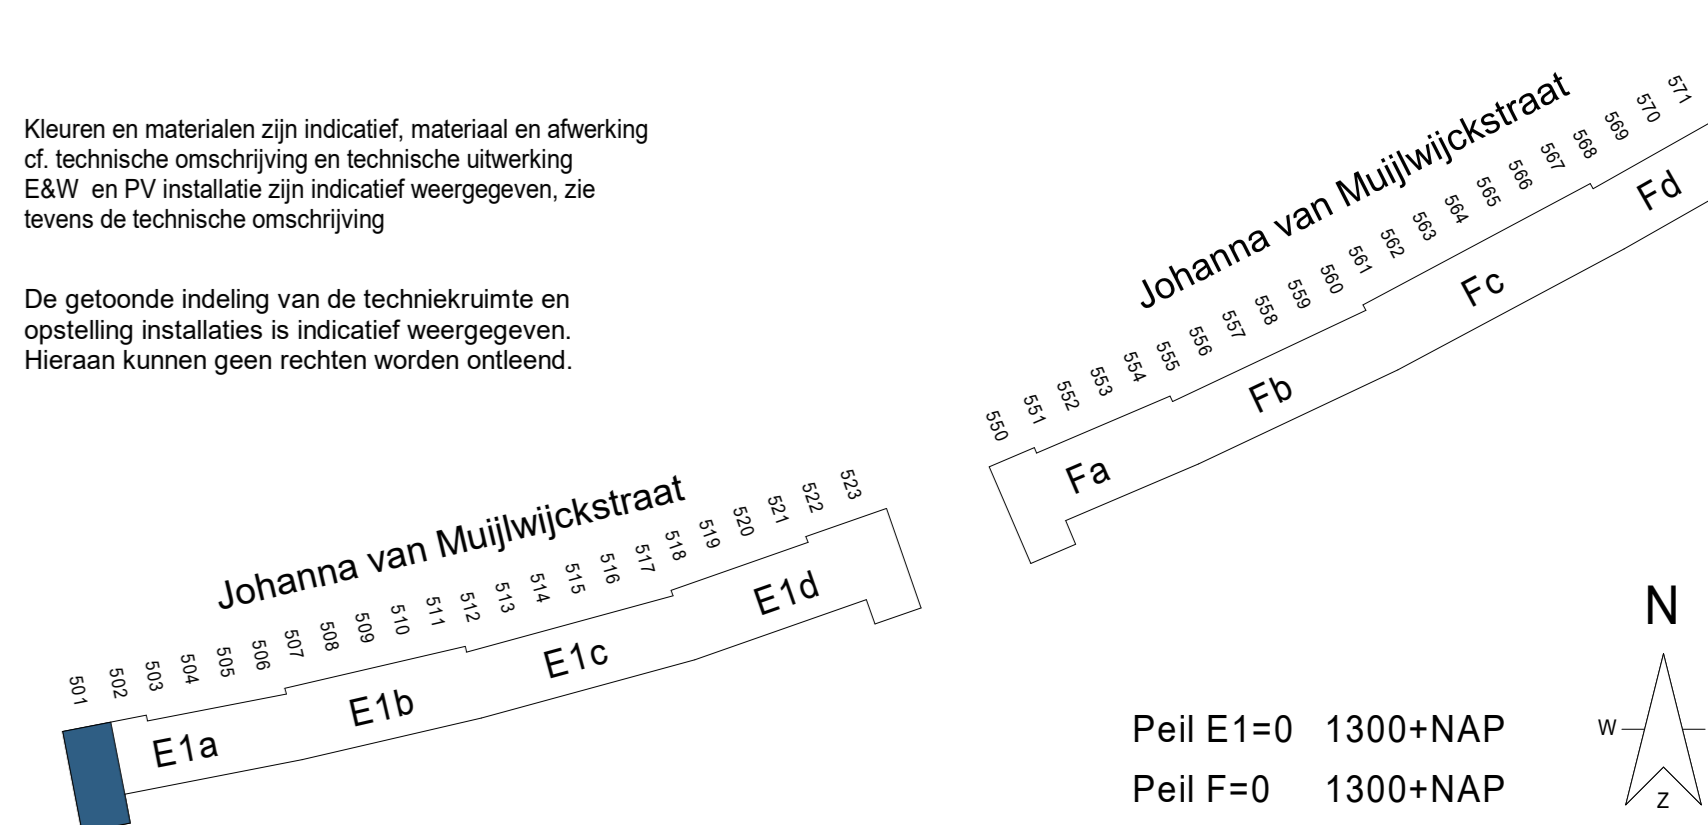 Kleuren en materialen zijn indicatief, materiaal en afwerking
cf. technische omschrijving en technische uitwerking
E&W en PV installatie zijn indicatief weergegeven, zie
tevens de technische omschrijving
De getoonde indeling van de techniekruimte en
opstelling installaties is indicatief weergegeven.
Hieraan kunnen geen rechten worden ontleend.
Johanna van Muijlwijckstraat
550 551 552 553 554 555 556 557 558 559 560 561 562 563 564 565 566 567 568 569 570 571
Fa Fb Fc Fd
Johanna van Muijlwijckstraat
501 502 503 504 505 506 507 508 509 510 511 512 513 514 515 516 517 518 519 520 521 522 523
E1a E1b E1c E1d
Peil E1=0 1300+NAP
Peil F=0 1300+NAP
N
W
Z